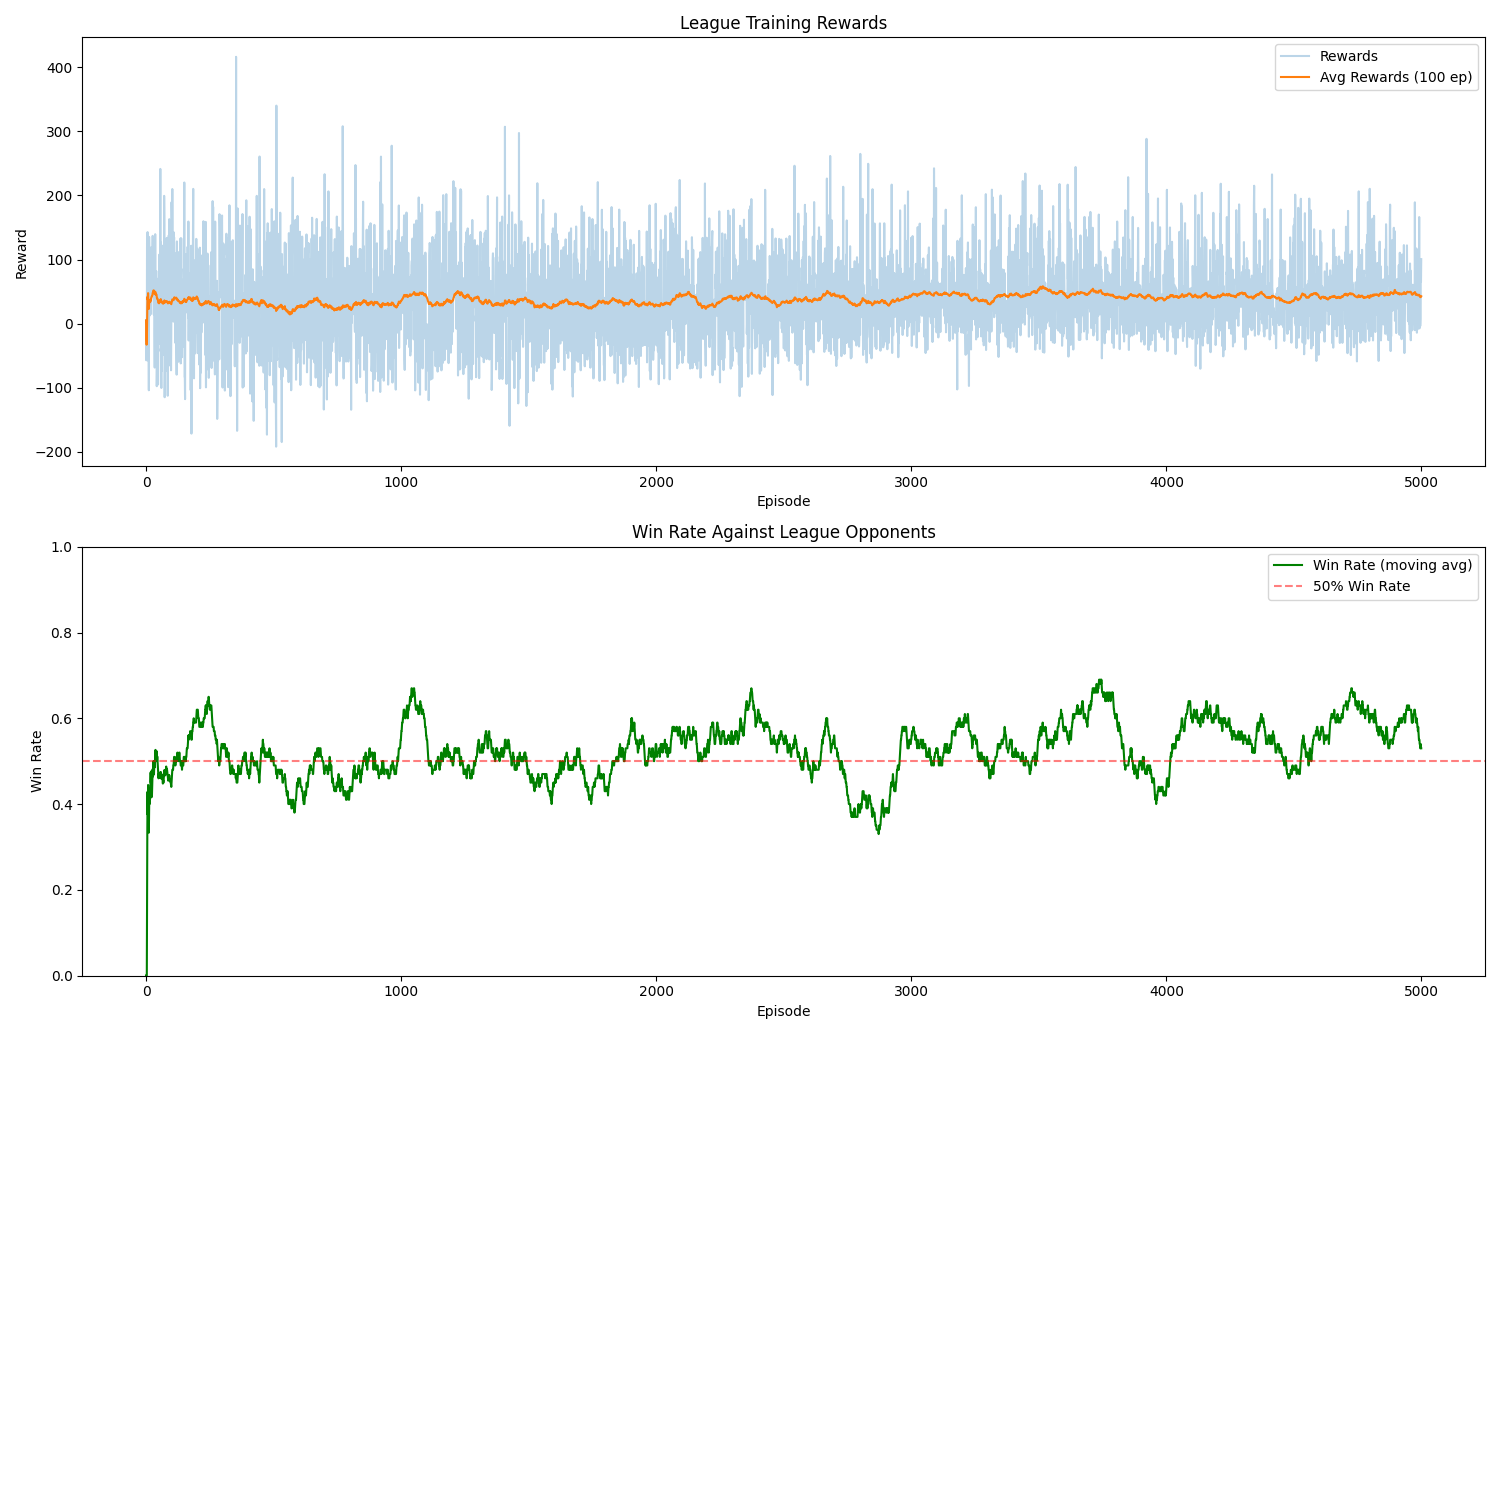 League Training Rewards
Rewards
Avg Rewards (100 ep)
Reward
400
300
200
100
0
−100
−200
0 1000 2000 3000 4000 5000
Episode
Win Rate Against League Opponents
Win Rate (moving avg)
50% Win Rate
Win Rate
1.0
0.8
0.6
0.4
0.2
0.0
0 1000 2000 3000 4000 5000
Episode